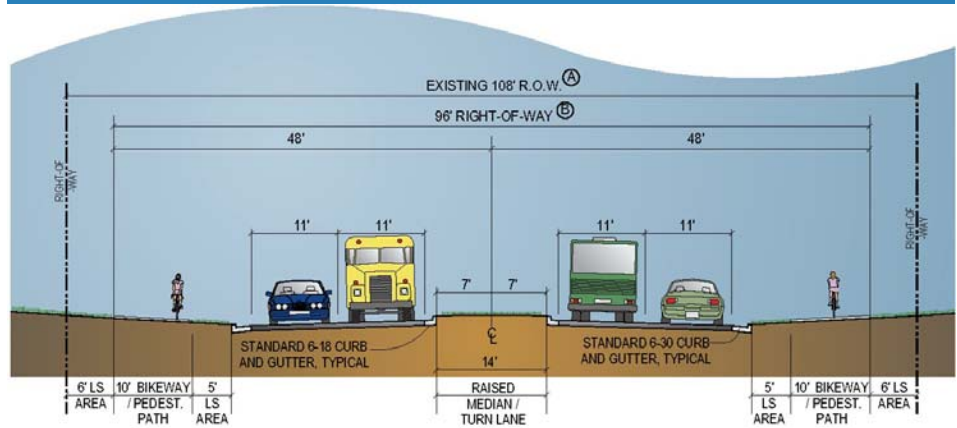 EXISTING 108' R.O.W. A
96' RIGHT-OF-WAY B
48'
48'
RIGHT-OF
-WAY
RIGHT-OF
-WAY
11'
11'
11'
11'
7'
7'
STANDARD 6-18 CURB
AND GUTTER, TYPICAL
CL
STANDARD 6-30 CURB
AND GUTTER, TYPICAL
14'
6' LS
AREA
10' BIKEWAY
/ PEDEST.
PATH
5'
LS
AREA
RAISED
MEDIAN /
TURN LANE
5'
LS
AREA
10' BIKEWAY
/ PEDEST.
PATH
6' LS
AREA